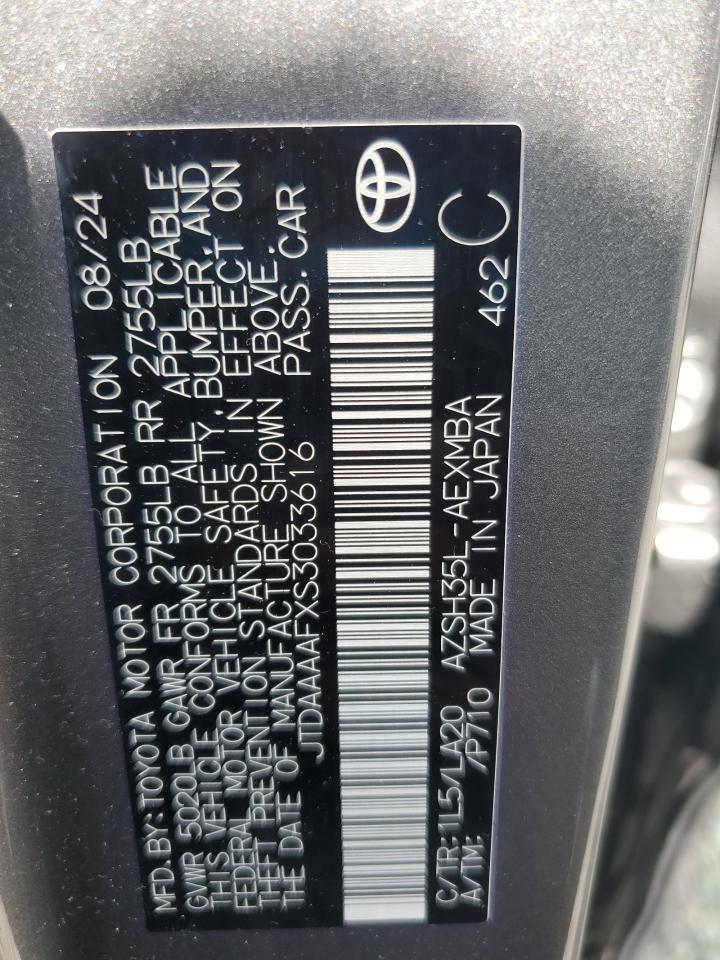 MFD.BY:TOYOTA MOTOR CORPORATION 08/24
GVWR 5020LB GAWR FR 2755LB RR 2755LB
THIS VEHICLE CONFORMS TO ALL APPLICABLE
FEDERAL MOTOR VEHICLE SAFETY,BUMPER,AND
THEFT PREVENTION STANDARDS IN EFFECT ON
THE DATE OF MANUFACTURE SHOWN ABOVE.
JTDAAAAFXS3033616 PASS.CAR
C/TR:1L5/LA20 AZSH35L-AEXMBA 462 C
A/TM: /P710 MADE IN JAPAN